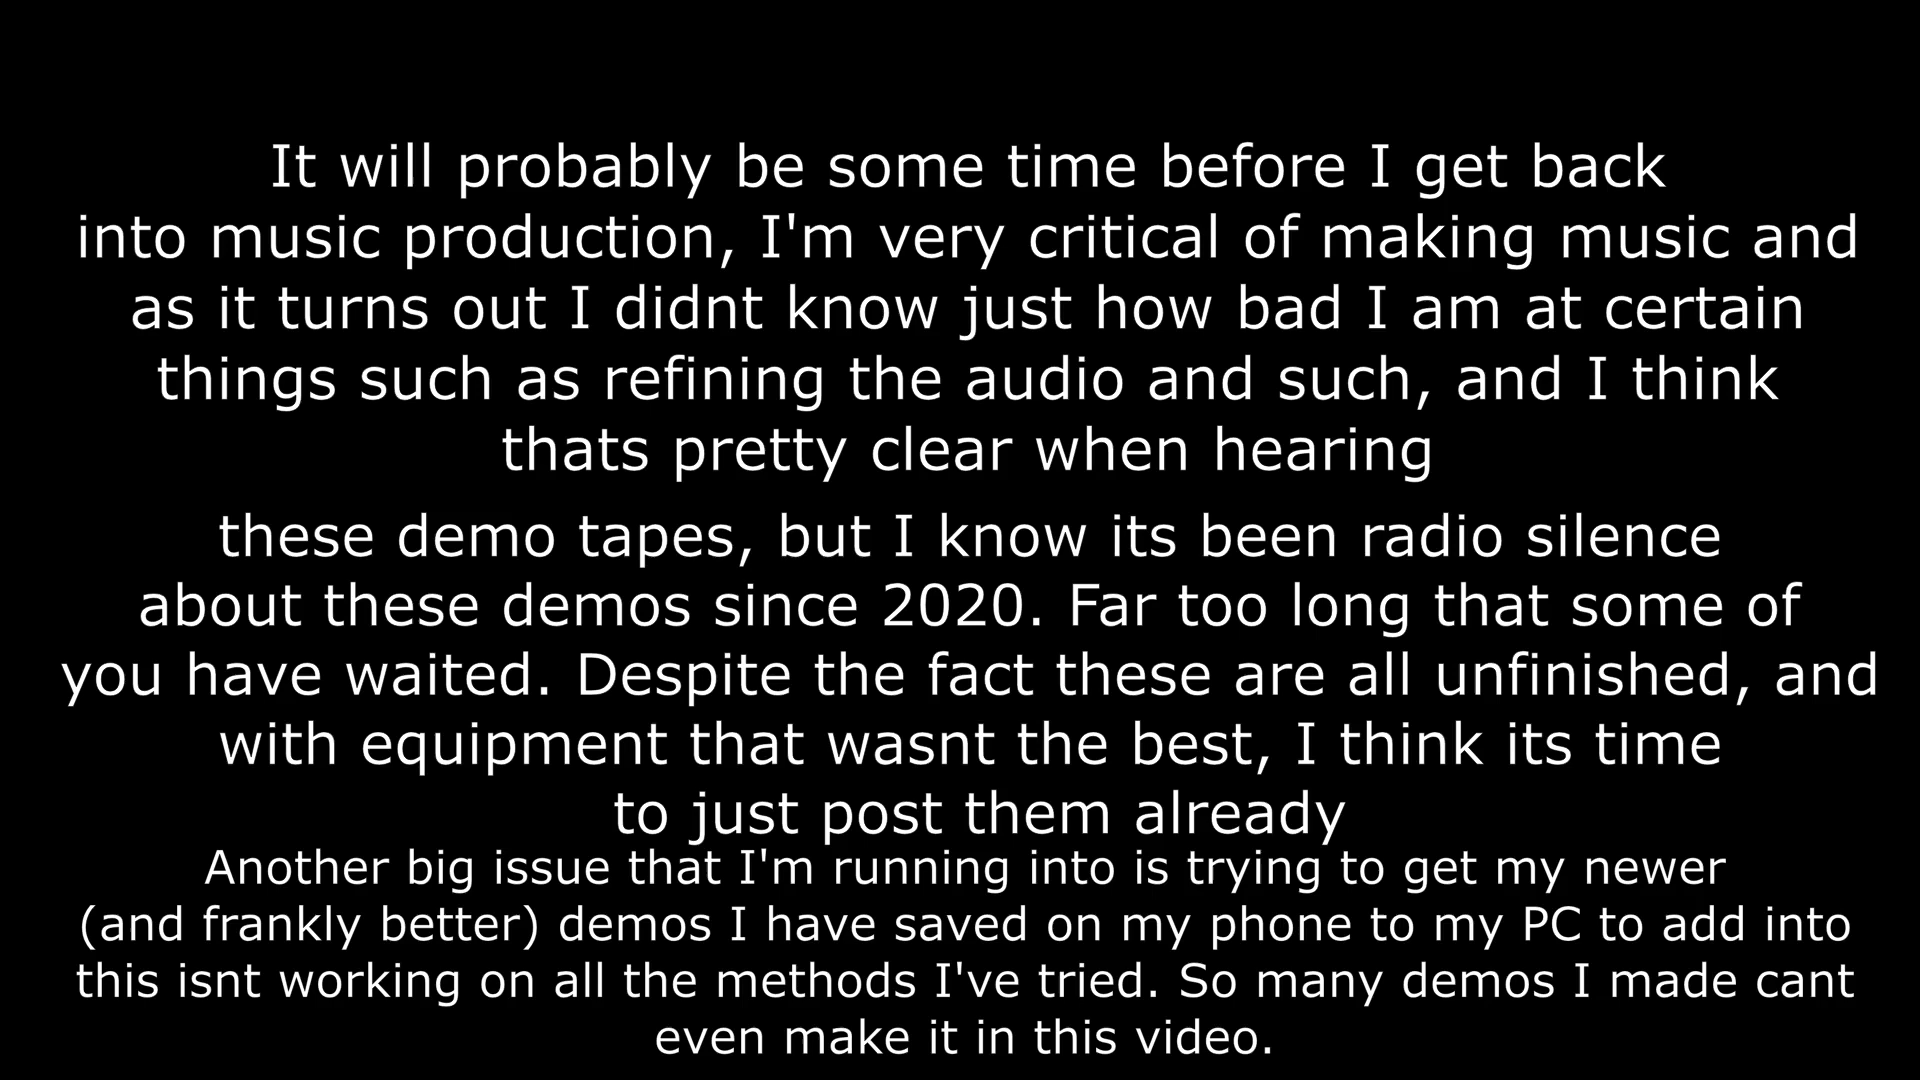 It will probably be some time before I get back
into music production, I'm very critical of making music and
as it turns out I didnt know just how bad I am at certain
things such as refining the audio and such, and I think
thats pretty clear when hearing
these demo tapes, but I know its been radio silence
about these demos since 2020. Far too long that some of
you have waited. Despite the fact these are all unfinished, and
with equipment that wasnt the best, I think its time
to just post them already
Another big issue that I'm running into is trying to get my newer
(and frankly better) demos I have saved on my phone to my PC to add into
this isnt working on all the methods I've tried. So many demos I made cant
even make it in this video.